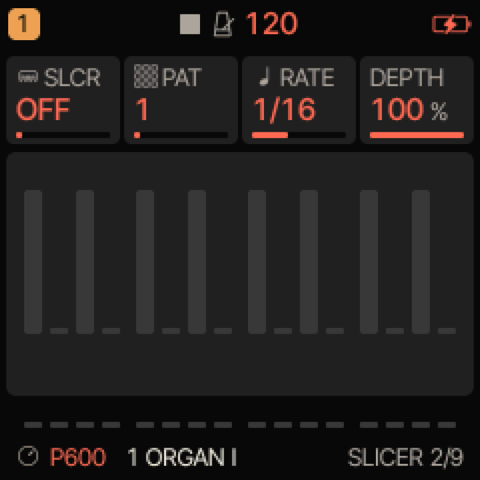 1 120
SLCR PAT RATE DEPTH
OFF 1 1/16 100 %
P600 1 ORGAN I SLICER 2/9